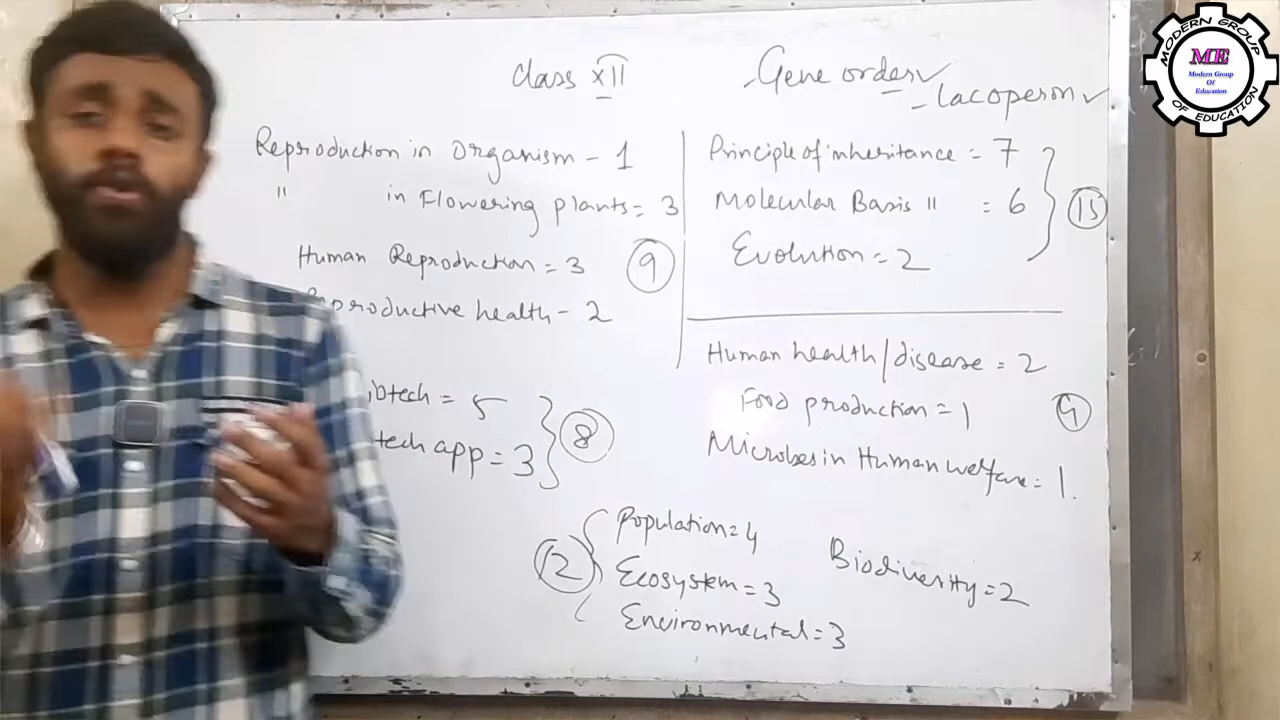 class XII
Gene order
- lacoperon
Reproduction in Organism - 1
" in Flowering plants = 3
Human Reproduction = 3
9
productive health - 2
Principle of inheritance = 7
Molecular Basis " = 6
Evolution = 2
15
Human health/disease = 2
Food production = 1
Microbes in Human welfare = 1.
4
iotech = 5
tech app = 3
8
12
Population = 4
Ecosystem = 3
Environmental = 3
Biodiversity = 2
MODERN GROUP
ME
Modern Group
Of
Education
OF EDUCATION